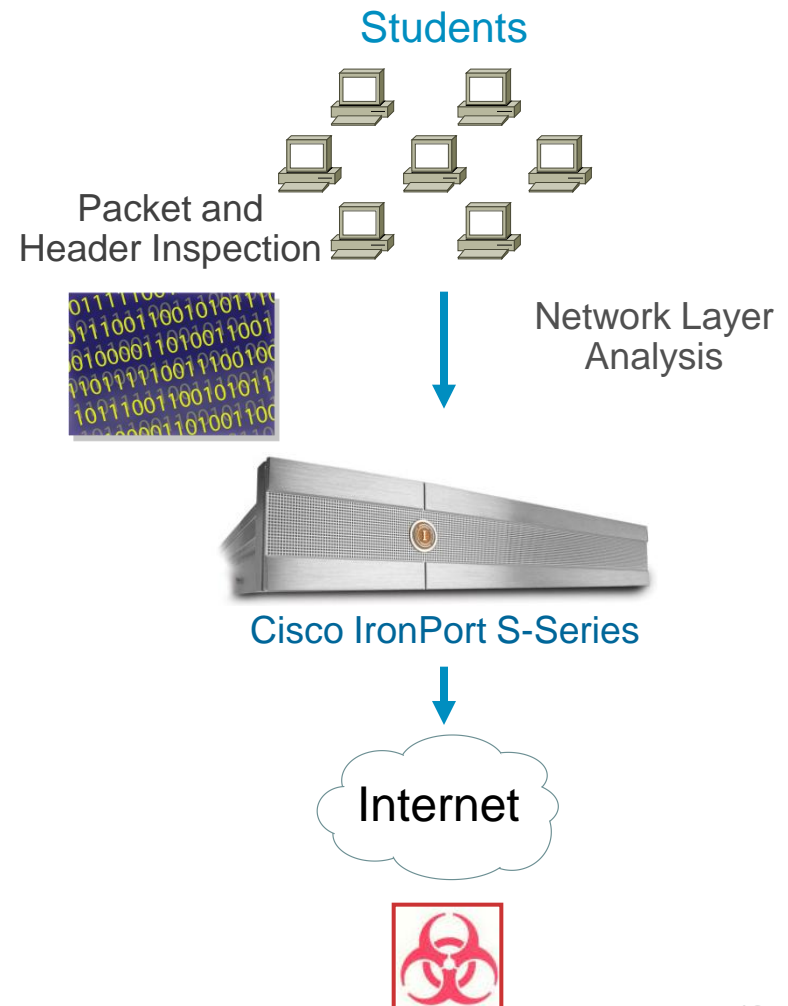 Students
Packet and
Header Inspection
Network Layer
Analysis
Cisco IronPort S-Series
Internet